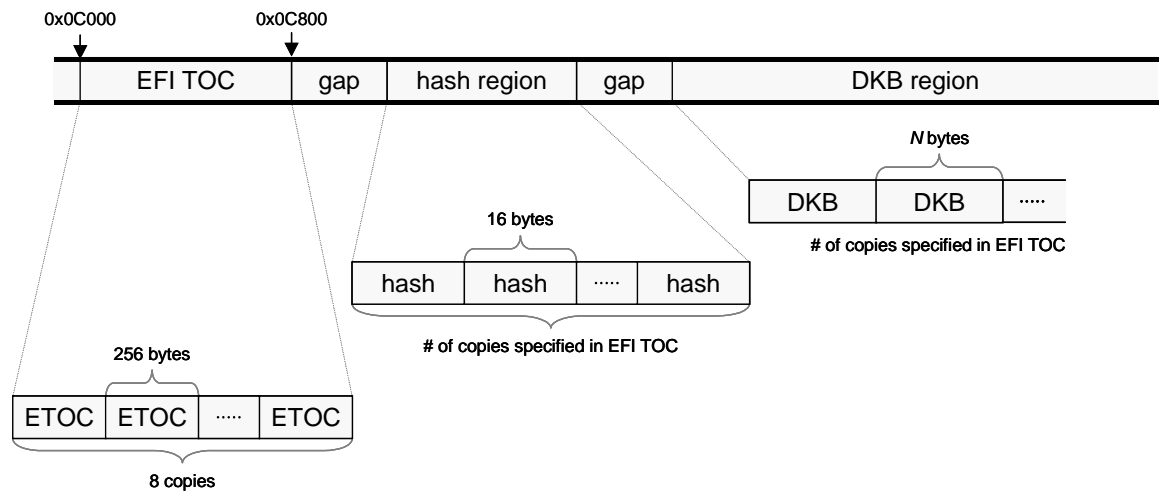 0x0C000 0x0C800
EFI TOC gap hash region gap DKB region
N bytes
DKB DKB .....
# of copies specified in EFI TOC
16 bytes
hash hash ..... hash
# of copies specified in EFI TOC
256 bytes
ETOC ETOC ..... ETOC
8 copies